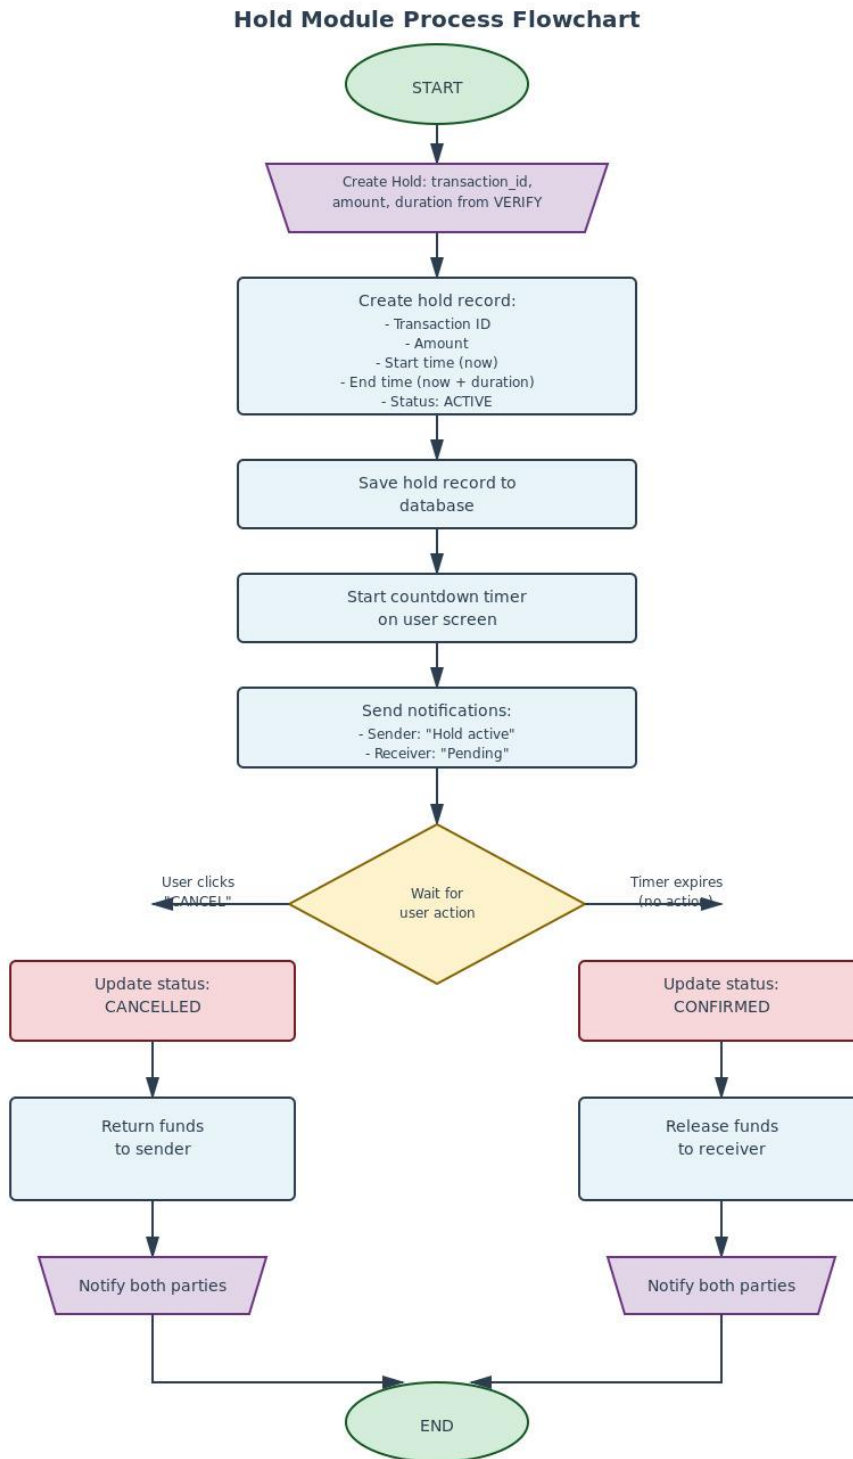 Hold Module Process Flowchart
START
Create Hold: transaction_id,
amount, duration from VERIFY
Create hold record:
- Transaction ID
- Amount
- Start time (now)
- End time (now + duration)
- Status: ACTIVE
Save hold record to
database
Start countdown timer
on user screen
Send notifications:
- Sender: "Hold active"
- Receiver: "Pending"
Wait for
user action
User clicks
"CANCEL"
Timer expires
(no action)
Update status:
CANCELLED
Update status:
CONFIRMED
Return funds
to sender
Release funds
to receiver
Notify both parties
Notify both parties
END